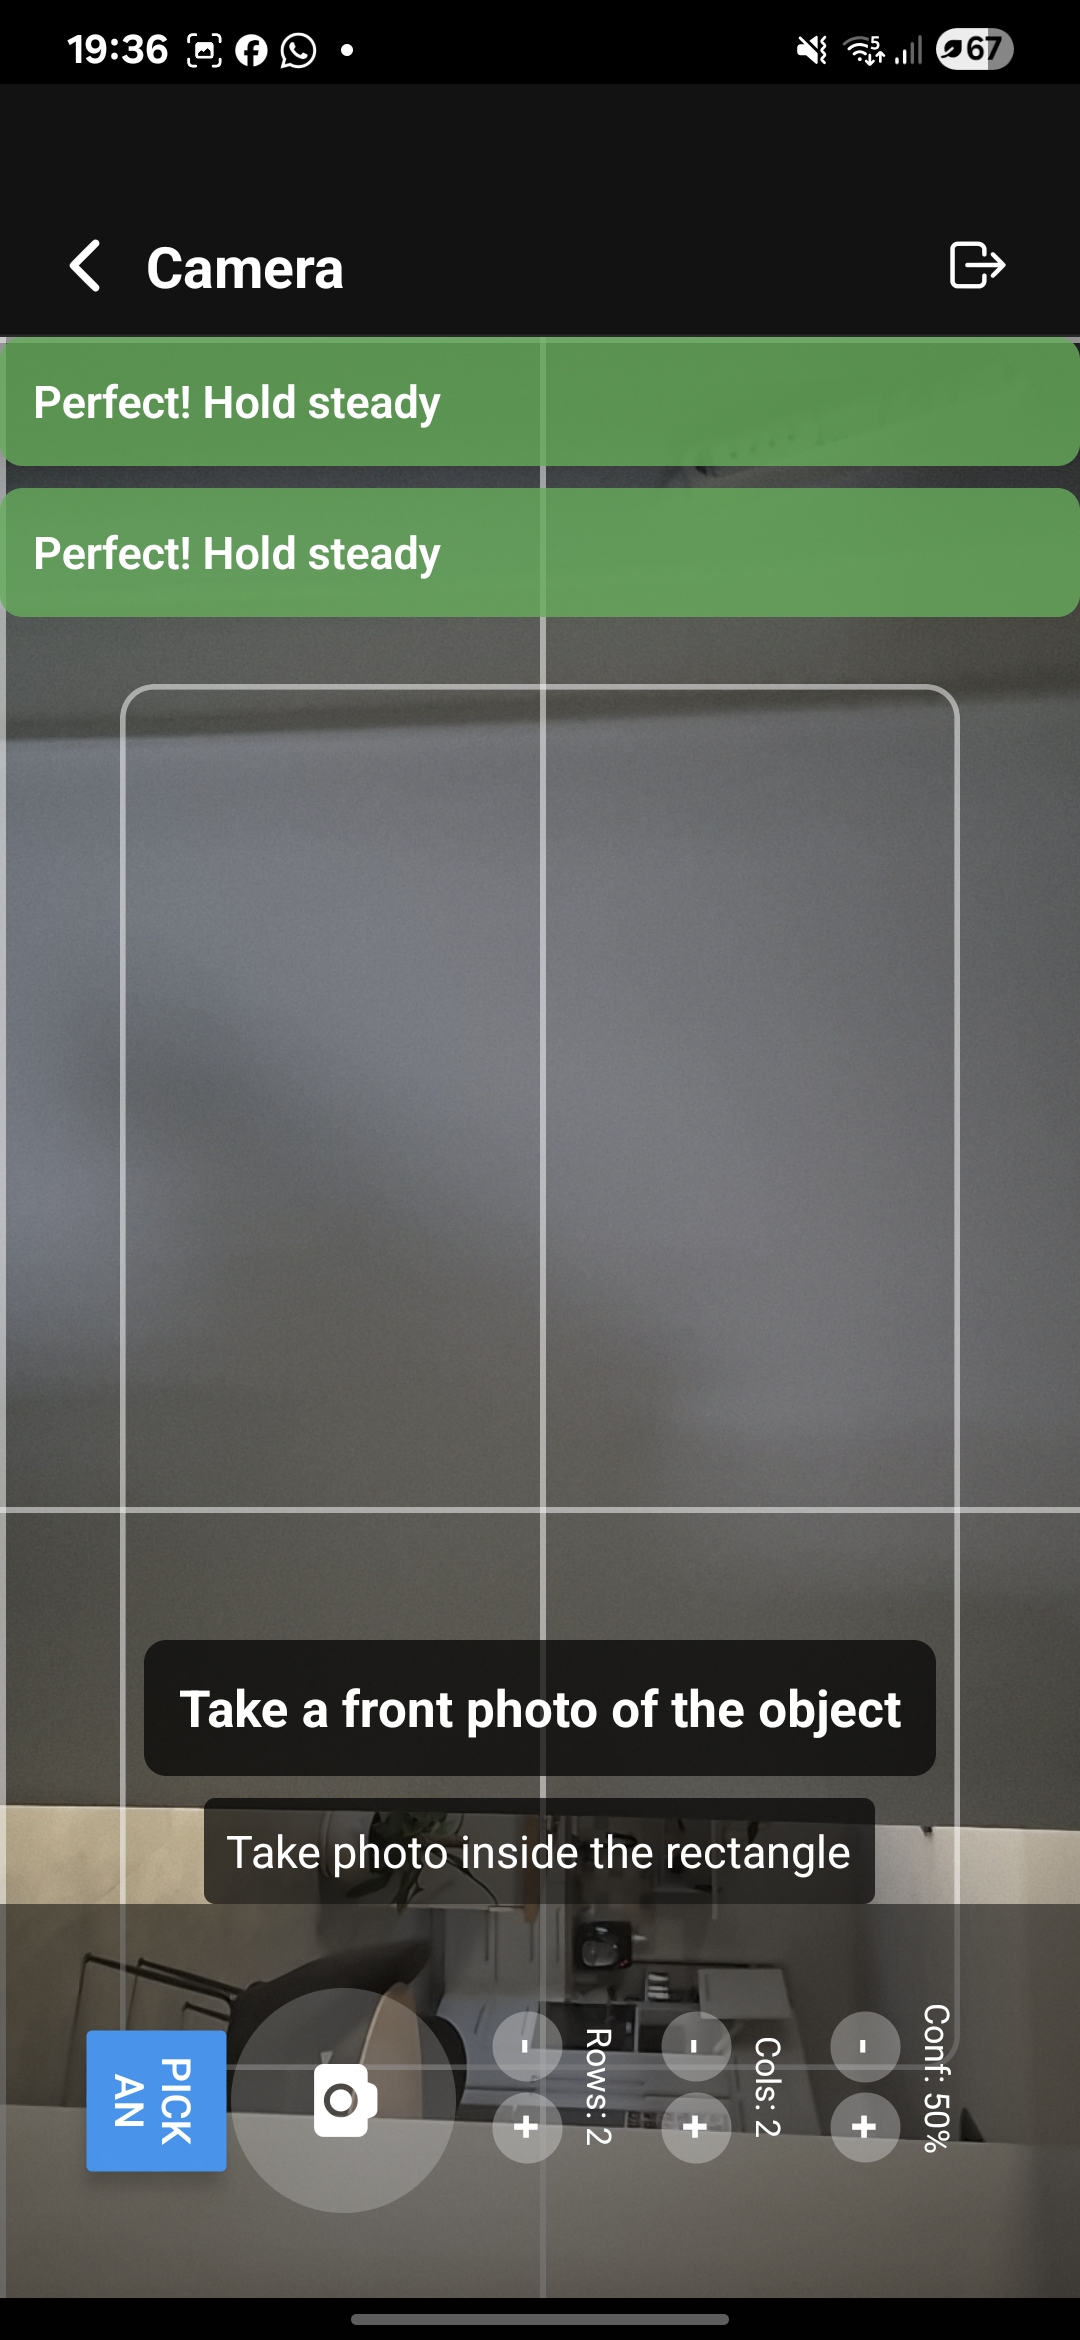 19:36
67
Camera
Perfect! Hold steady
Perfect! Hold steady
Take a front photo of the object
Take photo inside the rectangle
PICK
AN
-
+
Rows: 2
-
+
Cols: 2
-
+
Conf: 50%